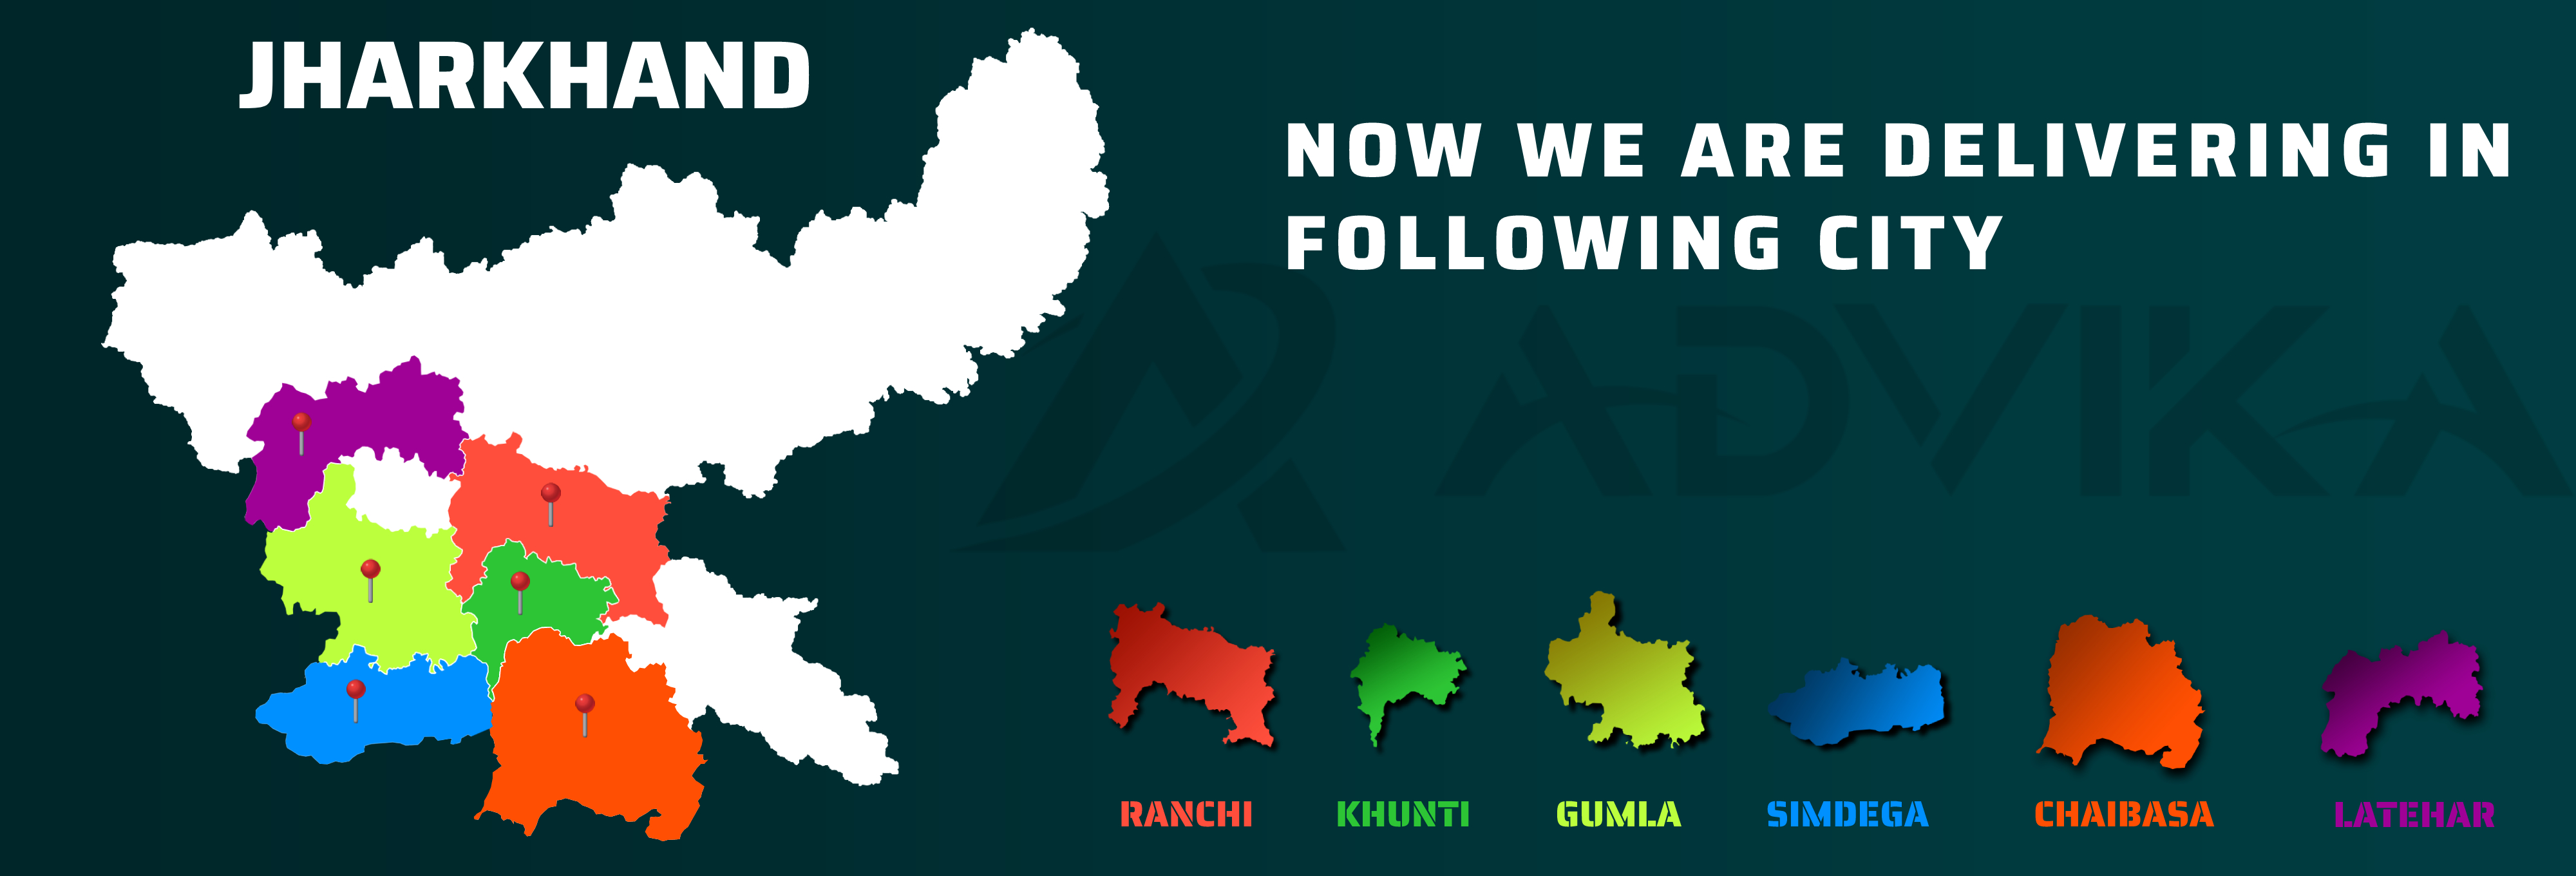 JHARKHAND
NOW WE ARE DELIVERING IN
FOLLOWING CITY
ADVIKA
RANCHI
KHUNTI
GUMLA
SIMDEGA
CHAIBASA
LATEHAR